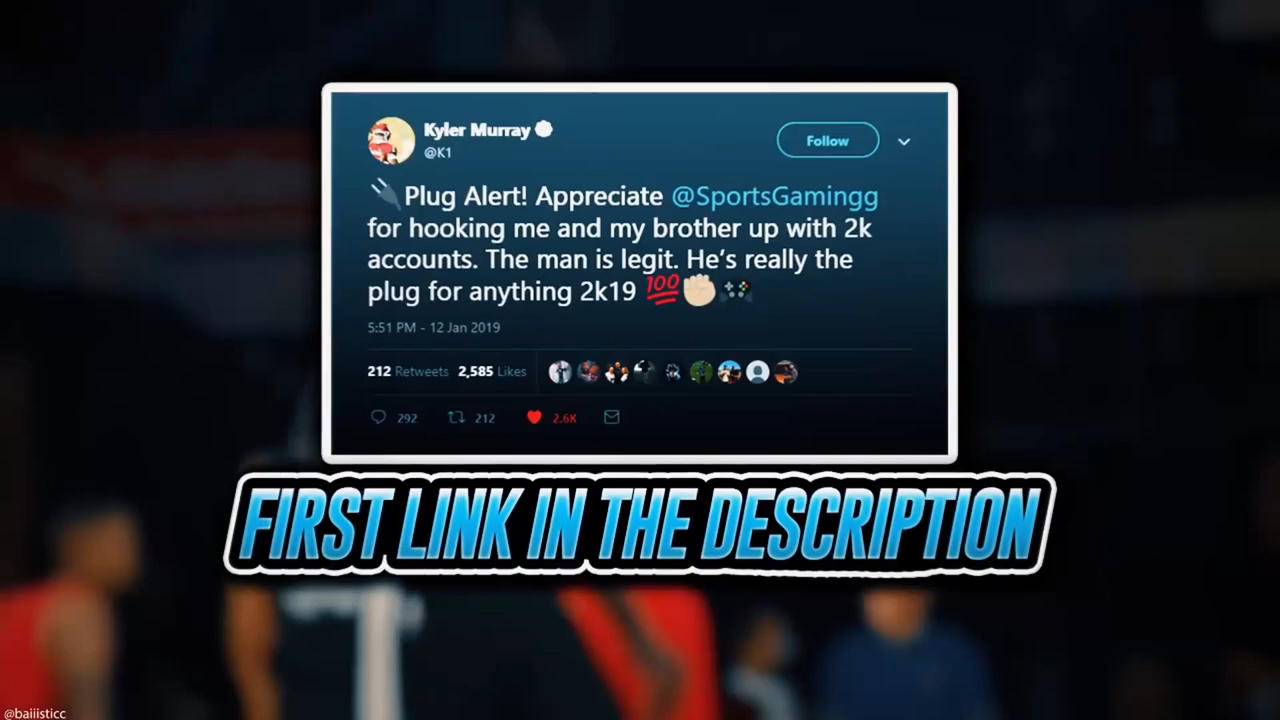 Kyler Murray
@K1
Follow
Plug Alert! Appreciate @SportsGamingg
for hooking me and my brother up with 2k
accounts. The man is legit. He's really the
plug for anything 2k19 💯✊🏼🎮
5:51 PM - 12 Jan 2019
212 Retweets 2,585 Likes
292 212 2.6K
FIRST LINK IN THE DESCRIPTION
@baiiisticc